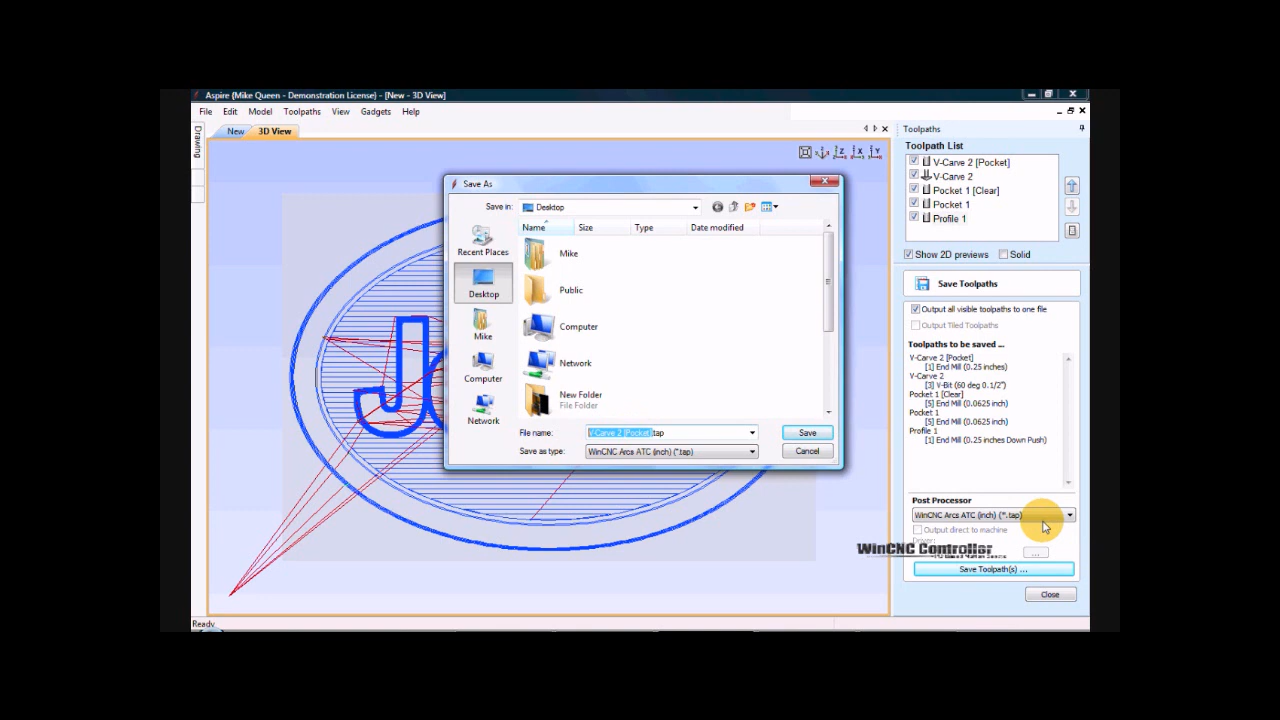 Aspire (Mike Queen - Demonstration License) - [New - 3D View]
File Edit Model Toolpaths View Gadgets Help
Drawing
New 3D View
Save As
Save in: Desktop
Name Size Type Date modified
Recent Places
Desktop
Mike
Computer
Network
Mike
Public
Computer
Network
New Folder
File Folder
File name: V-Carve 2 [Pocket].tap Save
Save as type: WinCNC Arcs ATC (inch) (*.tap) Cancel
Toolpaths
Toolpath List
V-Carve 2 [Pocket]
V-Carve 2
Pocket 1 [Clear]
Pocket 1
Profile 1
Show 2D previews Solid
Save Toolpaths
Output all visible toolpaths to one file
Output Tiled Toolpaths
Toolpaths to be saved ...
V-Carve 2 [Pocket]
[1] End Mill (0.25 inches)
V-Carve 2
[3] V-Bit (60 deg 0.1/2")
Pocket 1 [Clear]
[5] End Mill (0.0625 inch)
Pocket 1
[5] End Mill (0.0625 inch)
Profile 1
[1] End Mill (0.25 inches Down Push)
Post Processor
WinCNC Arcs ATC (inch) (*.tap)
Output direct to machine
Driver:
WinCNC Controller
...
Save Toolpath(s) ...
Close
Ready